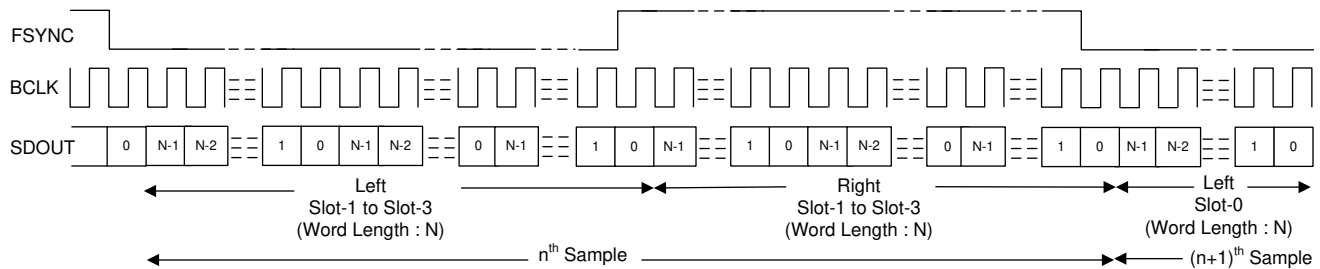 FSYNC
BCLK
SDOUT 0 N-1 N-2 1 0 N-1 N-2 0 N-1 1 0 N-1 1 0 N-1 N-2 0 N-1 1 0 N-1 N-2 1 0
Left Right Left
Slot-1 to Slot-3 Slot-1 to Slot-3 Slot-0
(Word Length : N) (Word Length : N) (Word Length : N)
nth Sample (n+1)th Sample